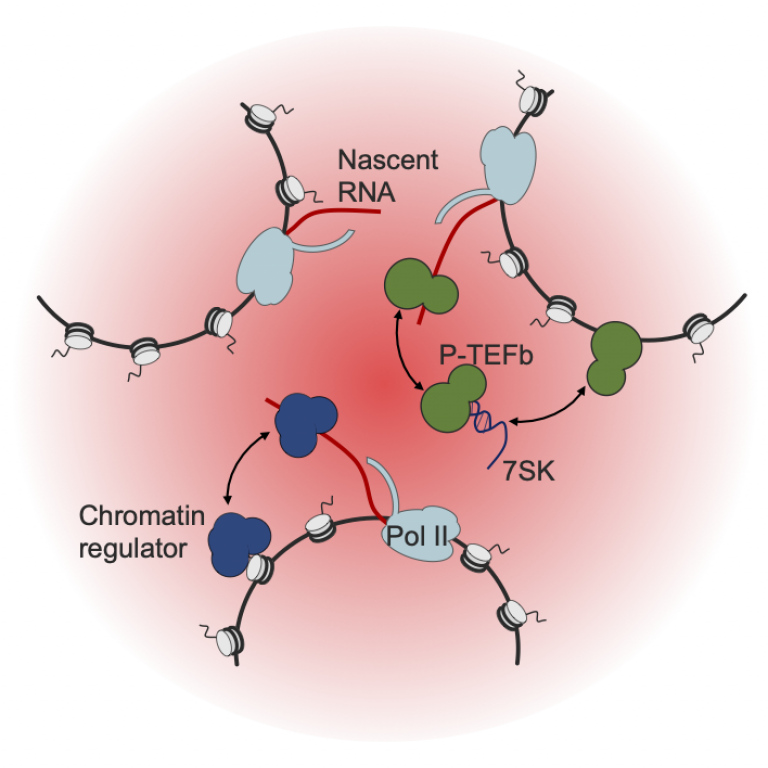 Nascent
RNA
P-TEFb
7SK
Chromatin
regulator
Pol II